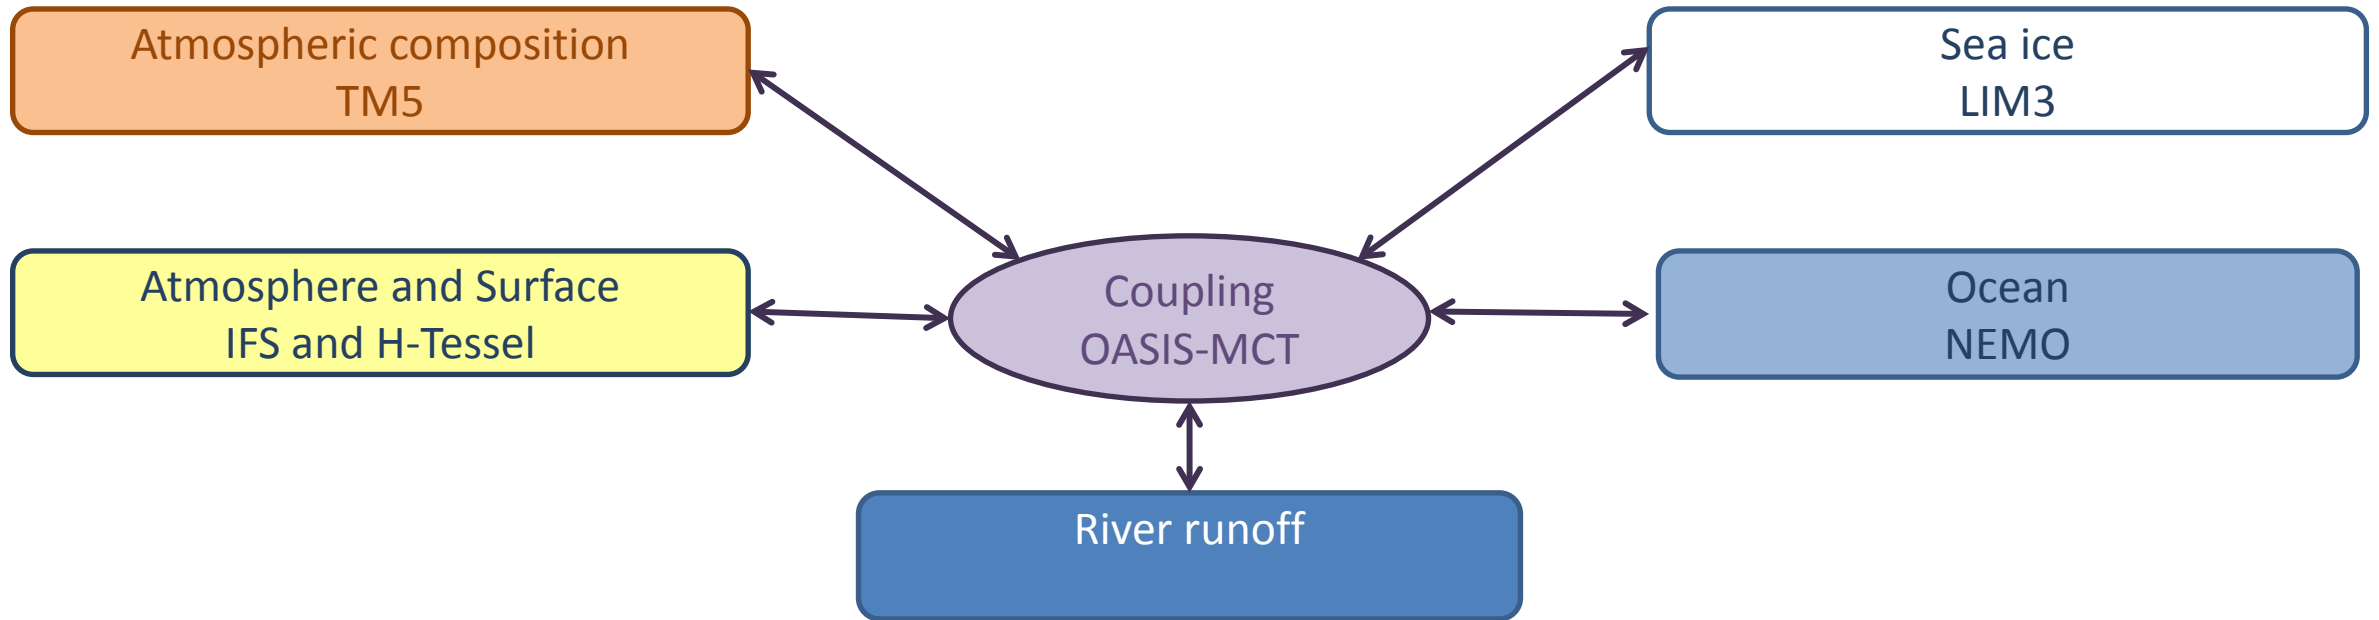 Atmospheric composition
TM5
Sea ice
LIM3
Atmosphere and Surface
IFS and H-Tessel
Coupling
OASIS-MCT
Ocean
NEMO
River runoff